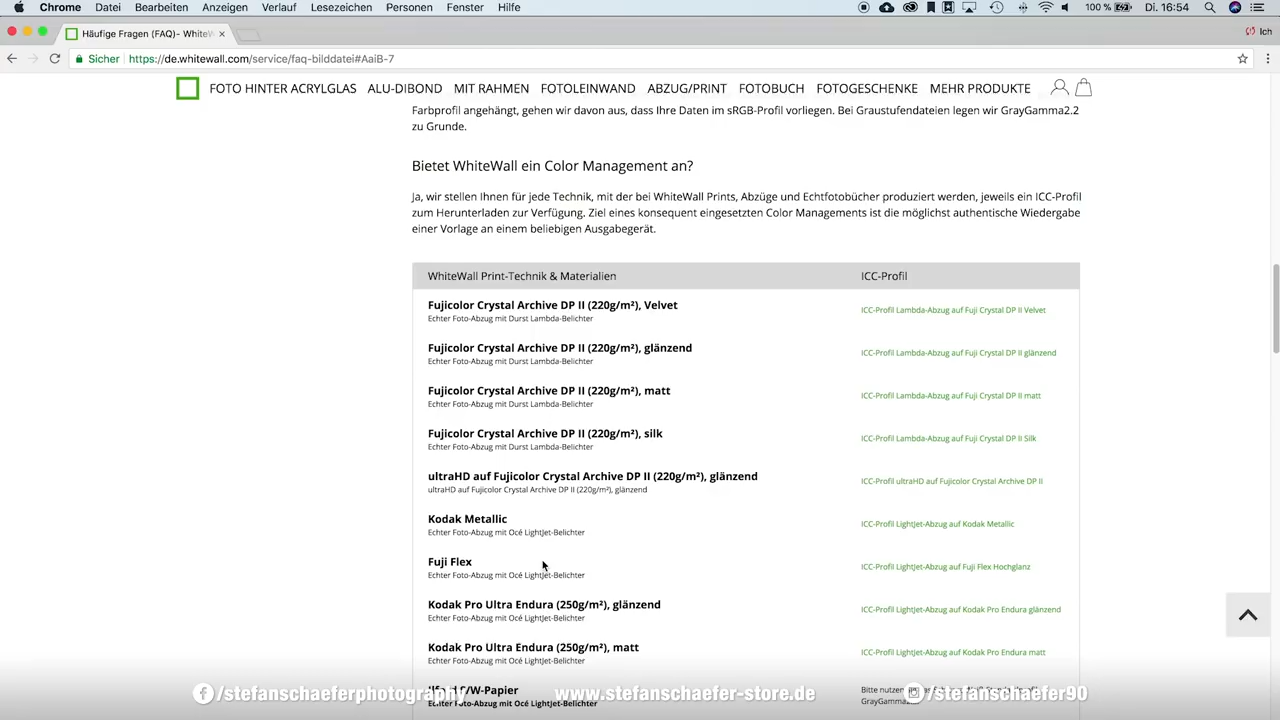 Chrome Datei Bearbeiten Anzeigen Verlauf Lesezeichen Personen Fenster Hilfe 100 % Di. 16:54
Häufige Fragen (FAQ)- WhiteW Ich
Sicher https://de.whitewall.com/service/faq-bilddatei#AaiB-7
FOTO HINTER ACRYLGLAS ALU-DIBOND MIT RAHMEN FOTOLEINWAND ABZUG/PRINT FOTOBUCH FOTOGESCHENKE MEHR PRODUKTE
Farbprofil angehängt, gehen wir davon aus, dass Ihre Daten im sRGB-Profil vorliegen. Bei Graustufendateien legen wir GrayGamma2.2
zu Grunde.
Bietet WhiteWall ein Color Management an?
Ja, wir stellen Ihnen für jede Technik, mit der bei WhiteWall Prints, Abzüge und Echtfotobücher produziert werden, jeweils ein ICC-Profil
zum Herunterladen zur Verfügung. Ziel eines konsequent eingesetzten Color Managements ist die möglichst authentische Wiedergabe
einer Vorlage an einem beliebigen Ausgabegerät.
WhiteWall Print-Technik & Materialien ICC-Profil
Fujicolor Crystal Archive DP II (220g/m²), Velvet
Echter Foto-Abzug mit Durst Lambda-Belichter
ICC-Profil Lambda-Abzug auf Fuji Crystal DP II Velvet
Fujicolor Crystal Archive DP II (220g/m²), glänzend
Echter Foto-Abzug mit Durst Lambda-Belichter
ICC-Profil Lambda-Abzug auf Fuji Crystal DP II glänzend
Fujicolor Crystal Archive DP II (220g/m²), matt
Echter Foto-Abzug mit Durst Lambda-Belichter
ICC-Profil Lambda-Abzug auf Fuji Crystal DP II matt
Fujicolor Crystal Archive DP II (220g/m²), silk
Echter Foto-Abzug mit Durst Lambda-Belichter
ICC-Profil Lambda-Abzug auf Fuji Crystal DP II Silk
ultraHD auf Fujicolor Crystal Archive DP II (220g/m²), glänzend
ultraHD auf Fujicolor Crystal Archive DP II (220g/m²), glänzend
ICC-Profil ultraHD auf Fujicolor Crystal Archive DP II
Kodak Metallic
Echter Foto-Abzug mit Océ LightJet-Belichter
ICC-Profil LightJet-Abzug auf Kodak Metallic
Fuji Flex
Echter Foto-Abzug mit Océ LightJet-Belichter
ICC-Profil LightJet-Abzug auf Fuji Flex Hochglanz
Kodak Pro Ultra Endura (250g/m²), glänzend
Echter Foto-Abzug mit Océ LightJet-Belichter
ICC-Profil LightJet-Abzug auf Kodak Pro Endura glänzend
Kodak Pro Ultra Endura (250g/m²), matt
Echter Foto-Abzug mit Océ LightJet-Belichter
ICC-Profil LightJet-Abzug auf Kodak Pro Endura matt
S/W-Papier
Echter Foto-Abzug mit Océ LightJet-Belichter
Bitte nutzen
/stefanschaeferphotography www.stefanschaefer-store.de /stefanschaefer90